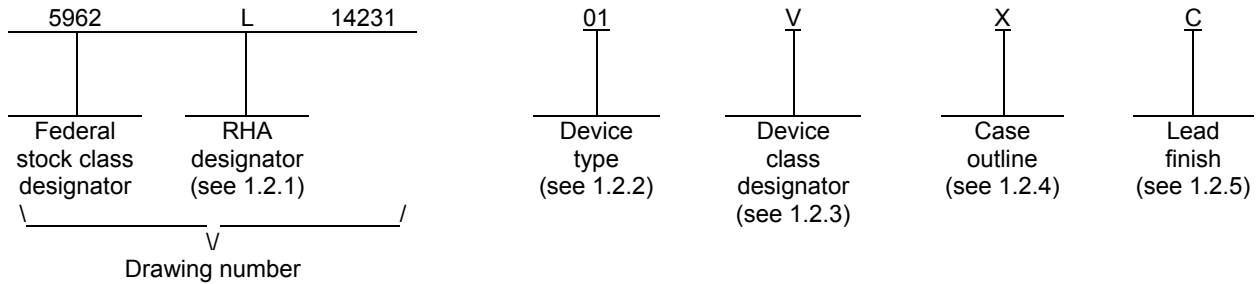 5962 L 14231 01 V X C
Federal RHA Device Device Case Lead
stock class designator type class outline finish
designator (see 1.2.1) (see 1.2.2) designator (see 1.2.4) (see 1.2.5)
(see 1.2.3)
\ /
\/
Drawing number